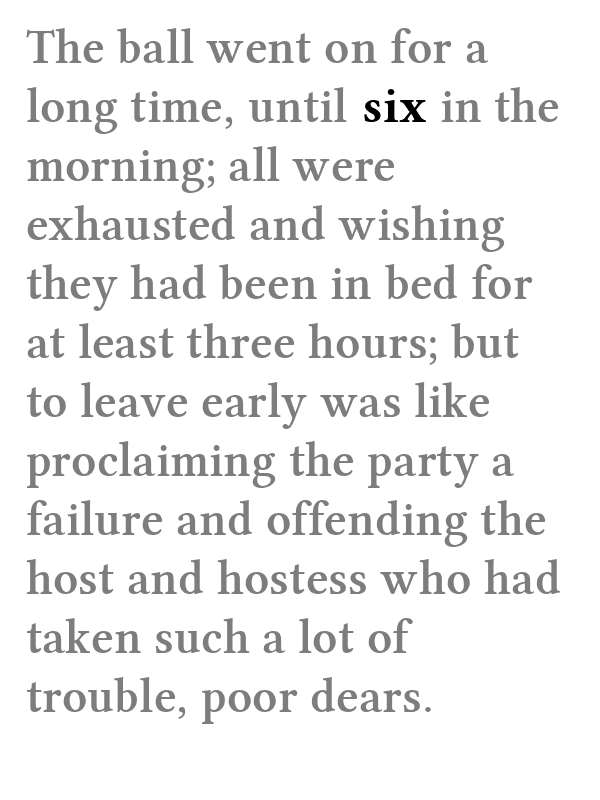 The ball went on for a
long time, until six in the
morning; all were
exhausted and wishing
they had been in bed for
at least three hours; but
to leave early was like
proclaiming the party a
failure and offending the
host and hostess who had
taken such a lot of
trouble, poor dears.